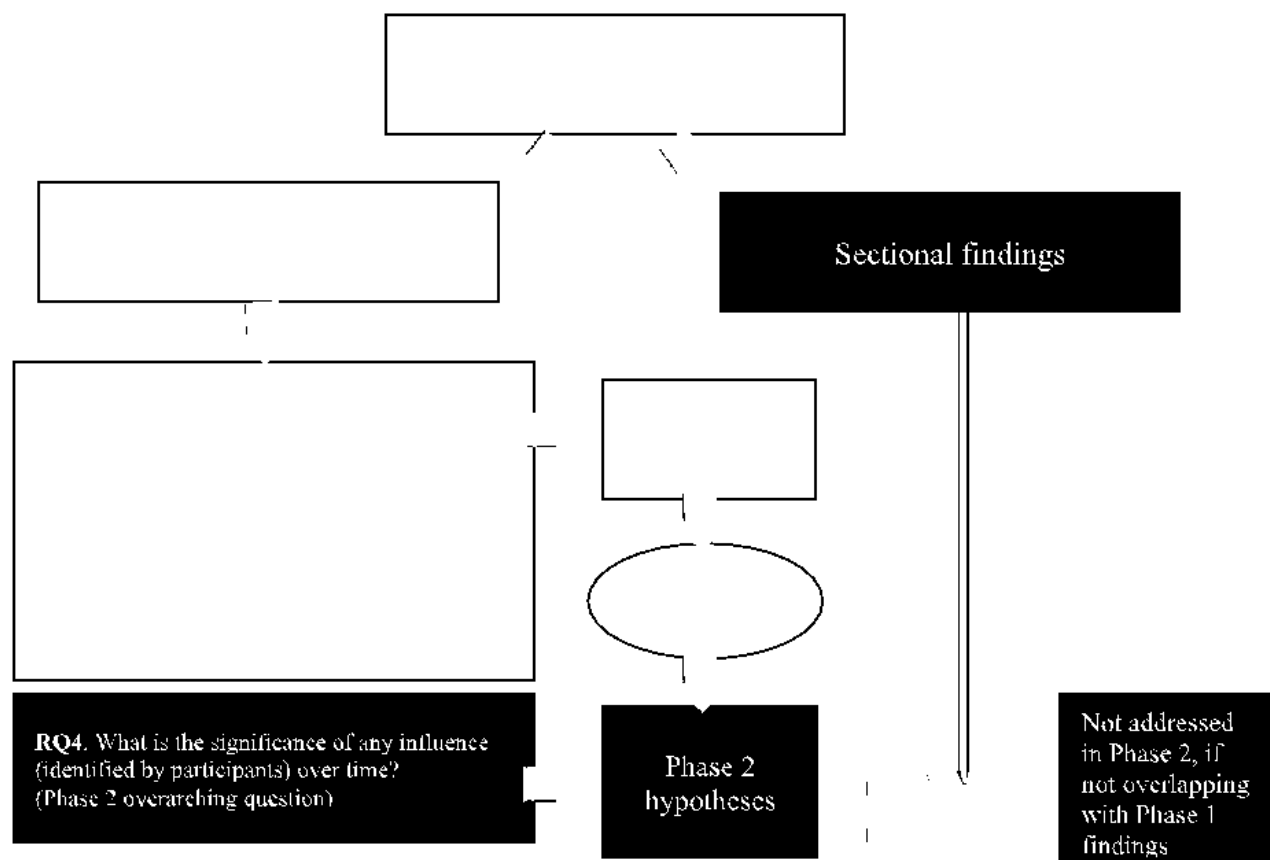 Sectional findings
RQ4. What is the significance of any influence
(identified by participants) over time?
(Phase 2 overarching question)
Phase 2
hypotheses
Not addressed
in Phase 2, if
not overlapping
with Phase 1
findings